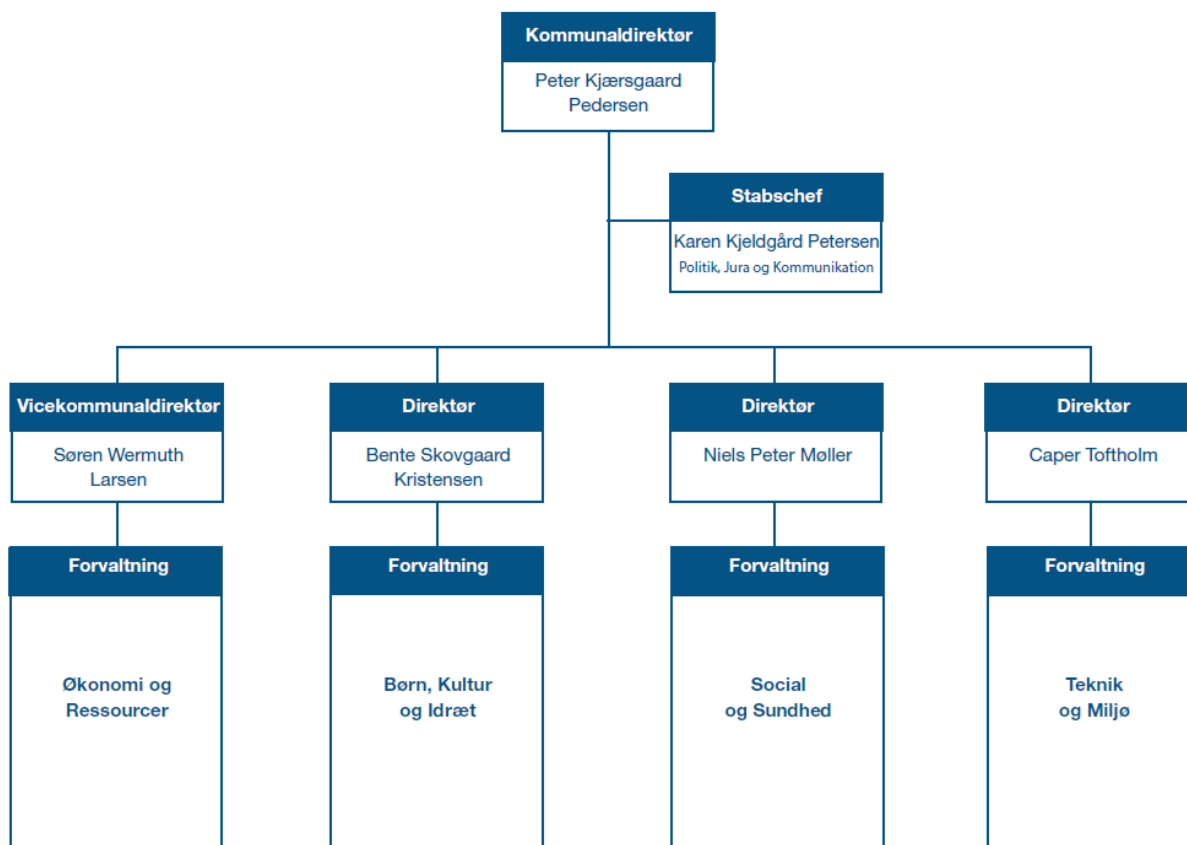 Kommunaldirektør
Peter Kjærsgaard
Pedersen
Stabschef
Karen Kjeldgård Petersen
Politik, Jura og Kommunikation
Vicekommunaldirektør
Søren Wermuth
Larsen
Direktør
Bente Skovgaard
Kristensen
Direktør
Niels Peter Møller
Direktør
Caper Toftholm
Forvaltning
Økonomi og
Ressourcer
Forvaltning
Børn, Kultur
og Idræt
Forvaltning
Social
og Sundhed
Forvaltning
Teknik
og Miljø